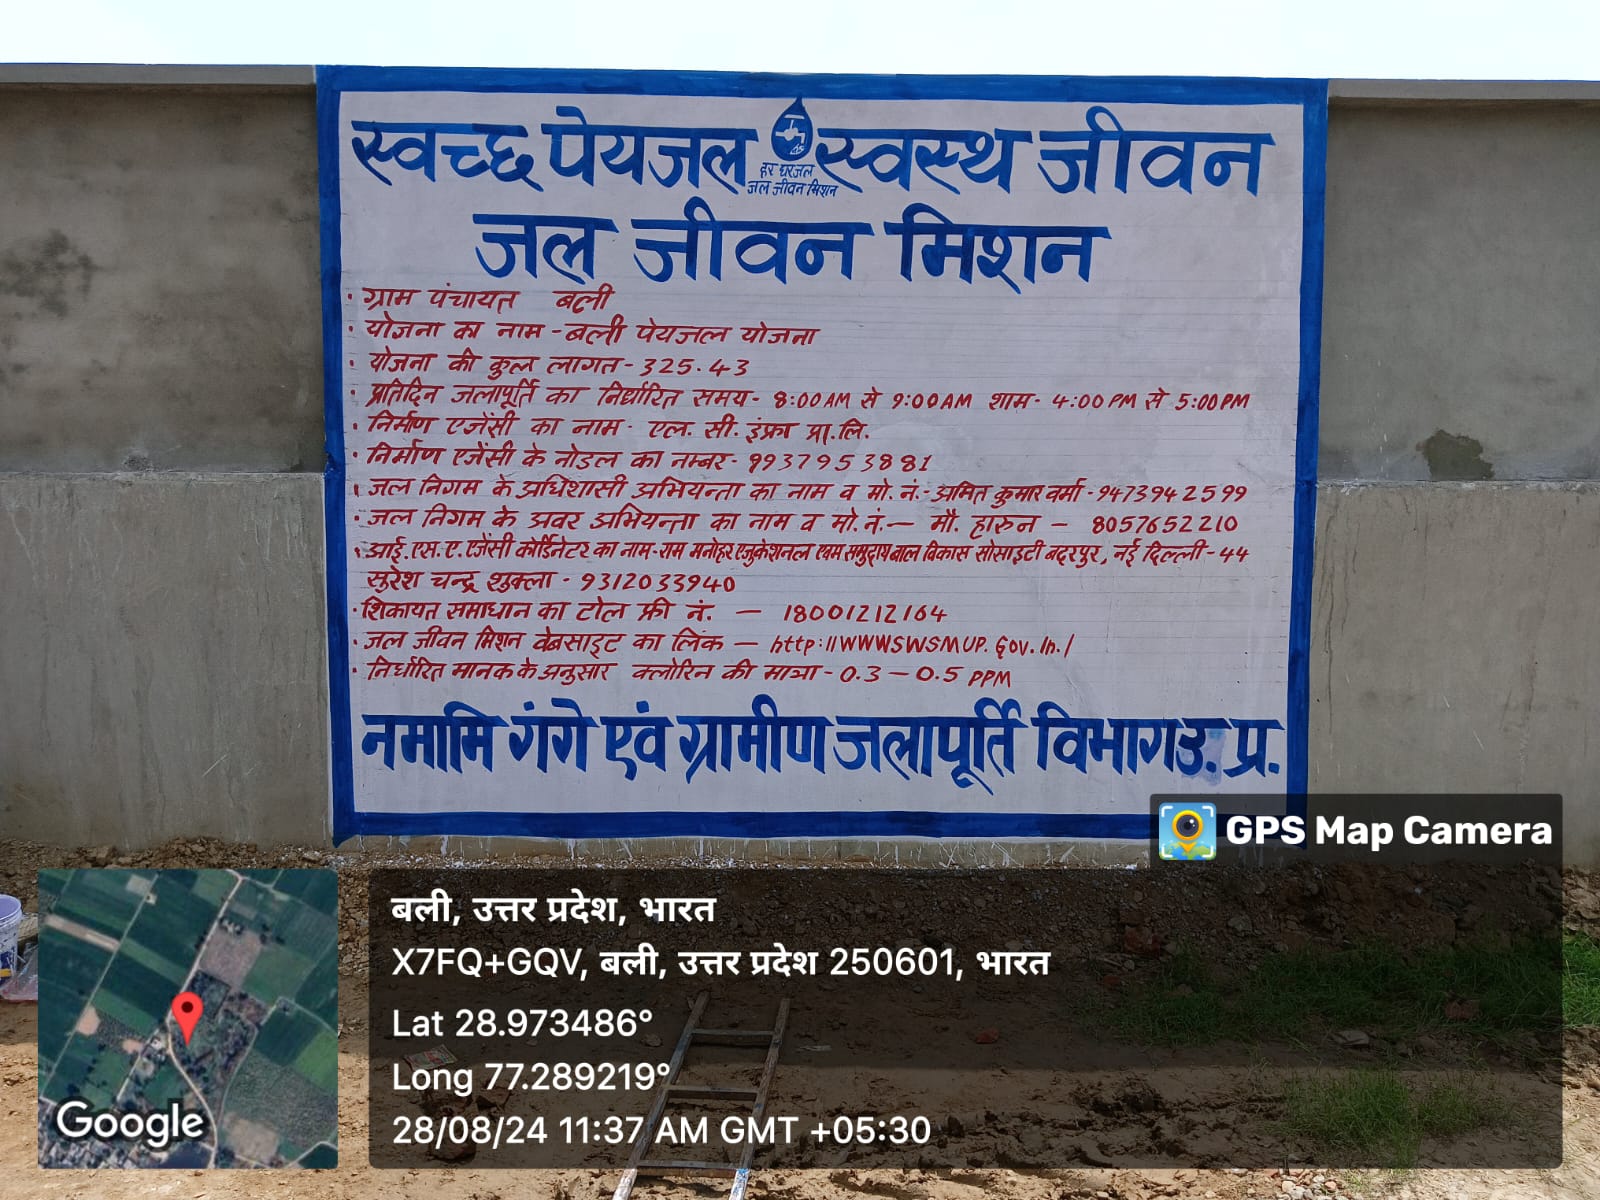 स्वच्छ पेयजल स्वस्थ जीवन
हर घर जल
जल जीवन मिशन
जल जीवन मिशन
• ग्राम पंचायत बली
• योजना का नाम - बली पेयजल योजना
• योजना की कुल लागत - 325.43
• प्रतिदिन जलापूर्ति का निर्धारित समय - 8:00 AM से 9:00 AM शाम - 4:00 PM से 5:00 PM
• निर्माण एजेंसी का नाम - एल. सी. इंफ्रा प्रा.लि.
• निर्माण एजेंसी के नोडल का नम्बर - 9937953881
• जल निगम के अधिशासी अभियन्ता का नाम व मो. नं. - अमित कुमार वर्मा - 9473942599
• जल निगम के अवर अभियन्ता का नाम व मो. नं. — मौ. हारुन — 8057652210
• आई. एस. ए. एजेंसी कोर्डिनेटर का नाम - राम मनोहर एजुकेशनल एवम समुदाय बाल विकास सोसाइटी बदरपुर, नई दिल्ली - 44
सुरेश चन्द्र शुक्ला - 9312033940
• शिकायत समाधान का टोल फ्री नं. — 18001212164
• जल जीवन मिशन वेबसाइट का लिंक — http://WWWSWSMUP.Gov.In./
• निर्धारित मानक के अनुसार क्लोरिन की मात्रा - 0.3 — 0.5 PPM
नमामि गंगे एवं ग्रामीण जलापूर्ति विभाग उ. प्र.
GPS Map Camera
बली, उत्तर प्रदेश, भारत
X7FQ+GQV, बली, उत्तर प्रदेश 250601, भारत
Lat 28.973486°
Long 77.289219°
28/08/24 11:37 AM GMT +05:30
Google